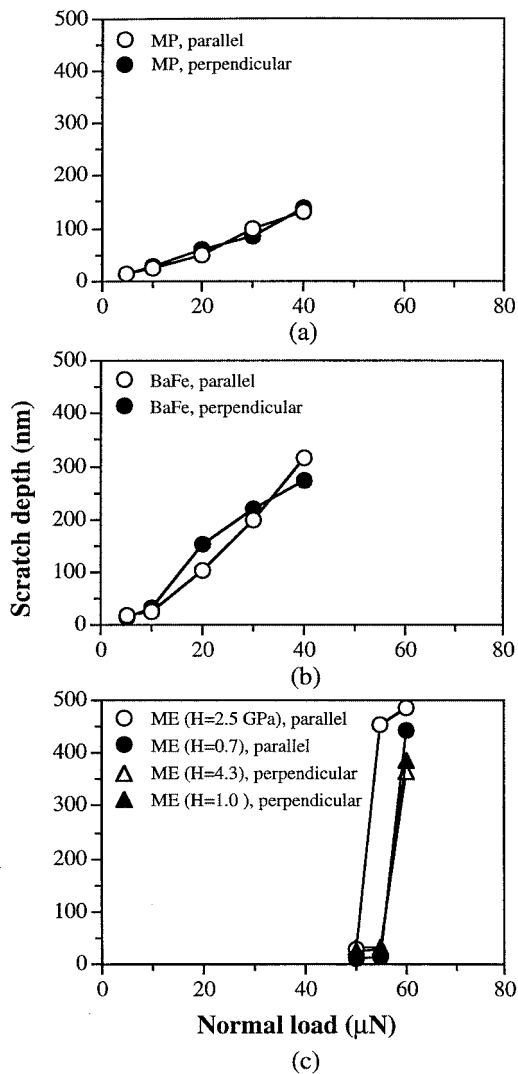 500
400
300
200
100
0
MP, parallel
MP, perpendicular
0 20 40 60 80
(a)
500
400
300
200
100
0
BaFe, parallel
BaFe, perpendicular
0 20 40 60 80
(b)
Scratch depth (nm)
500
400
300
200
100
0
ME (H=2.5 GPa), parallel
ME (H=0.7), parallel
ME (H=4.3), perpendicular
ME (H=1.0 ), perpendicular
0 20 40 60 80
Normal load (μN)
(c)